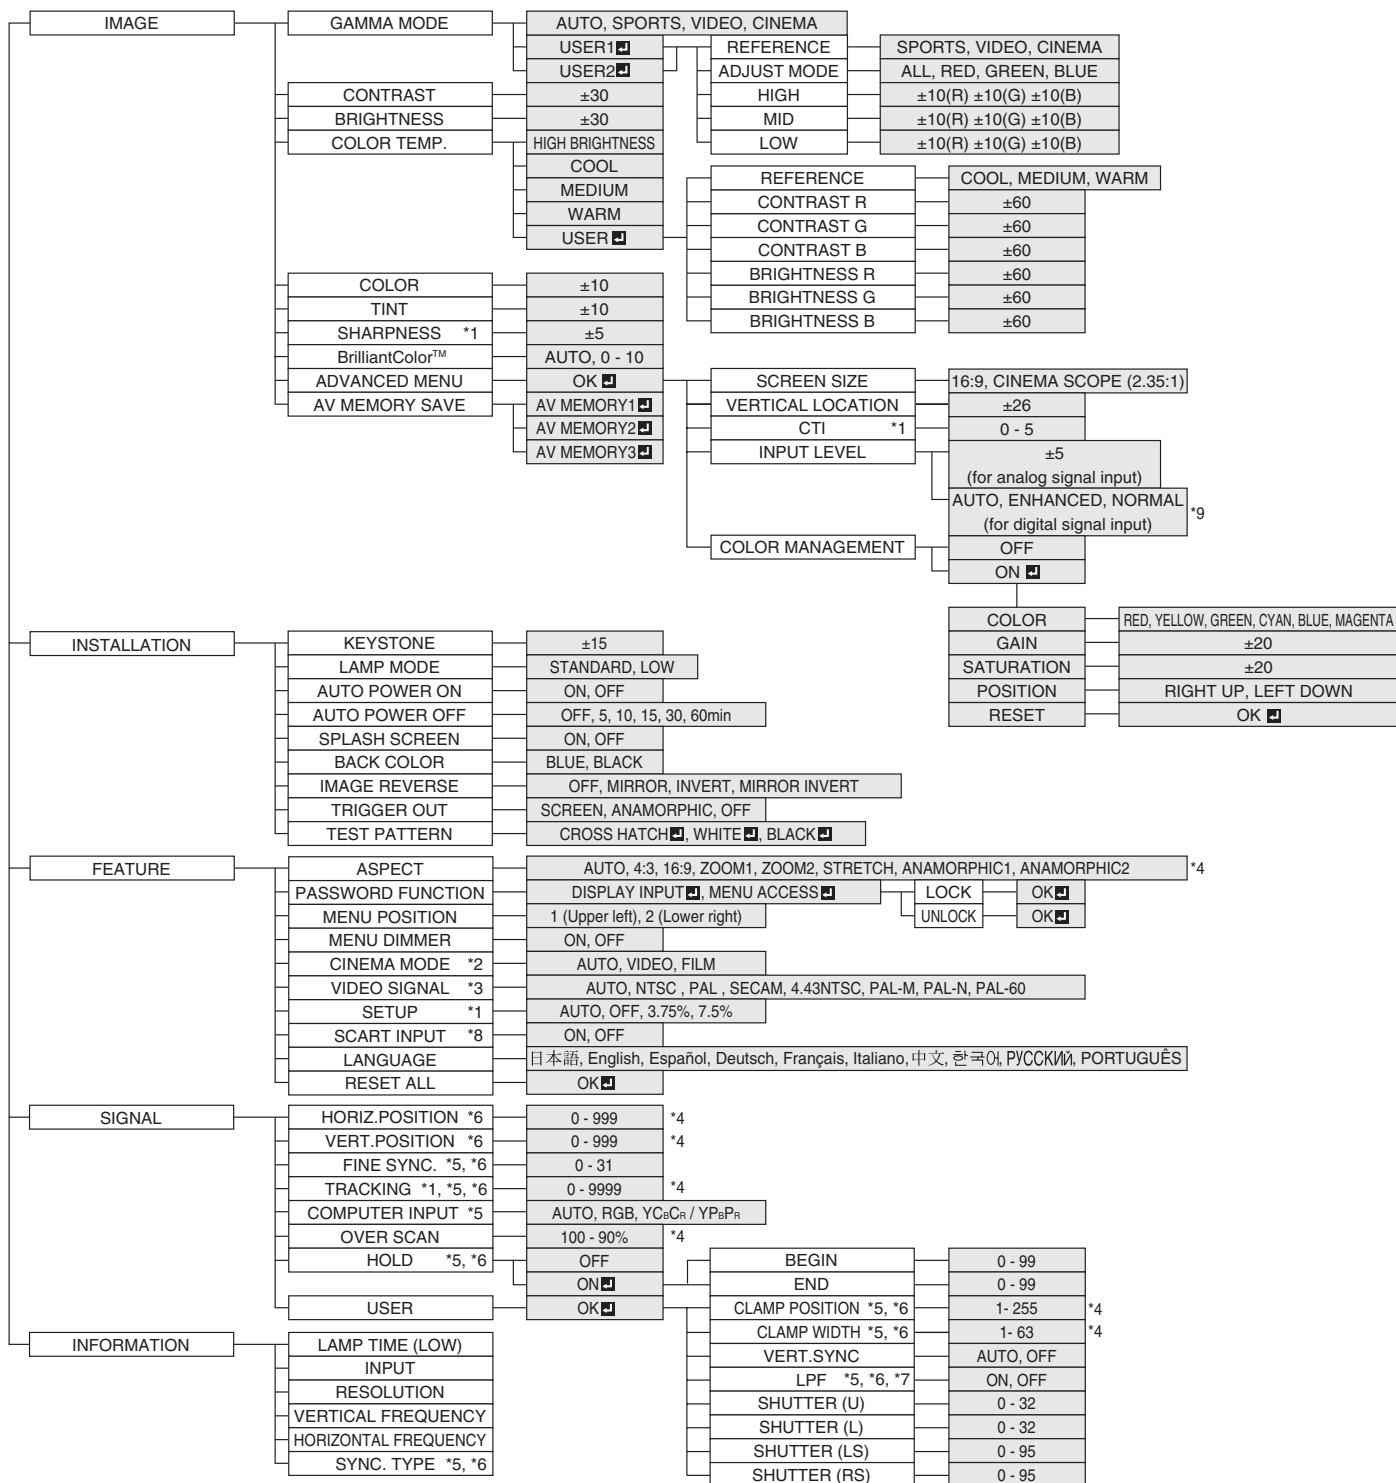 IMAGE GAMMA MODE AUTO, SPORTS, VIDEO, CINEMA
USER1 REFERENCE SPORTS, VIDEO, CINEMA
USER2 ADJUST MODE ALL, RED, GREEN, BLUE
CONTRAST ±30 HIGH ±10(R) ±10(G) ±10(B)
BRIGHTNESS ±30 MID ±10(R) ±10(G) ±10(B)
COLOR TEMP. HIGH BRIGHTNESS LOW ±10(R) ±10(G) ±10(B)
COOL
REFERENCE COOL, MEDIUM, WARM
MEDIUM
CONTRAST R ±60
WARM
CONTRAST G ±60
USER
CONTRAST B ±60
BRIGHTNESS R ±60
COLOR ±10
BRIGHTNESS G ±60
TINT ±10
BRIGHTNESS B ±60
SHARPNESS *1 ±5
BrilliantColor™ AUTO, 0 - 10
ADVANCED MENU OK SCREEN SIZE 16:9, CINEMA SCOPE (2.35:1)
AV MEMORY SAVE AV MEMORY1 VERTICAL LOCATION ±26
AV MEMORY2 CTI *1 0 - 5
AV MEMORY3 INPUT LEVEL ±5
(for analog signal input)
AUTO, ENHANCED, NORMAL *9
(for digital signal input)
COLOR MANAGEMENT OFF
ON
COLOR RED, YELLOW, GREEN, CYAN, BLUE, MAGENTA
INSTALLATION KEYSTONE ±15 GAIN ±20
LAMP MODE STANDARD, LOW SATURATION ±20
AUTO POWER ON ON, OFF POSITION RIGHT UP, LEFT DOWN
AUTO POWER OFF OFF, 5, 10, 15, 30, 60min RESET OK
SPLASH SCREEN ON, OFF
BACK COLOR BLUE, BLACK
IMAGE REVERSE OFF, MIRROR, INVERT, MIRROR INVERT
TRIGGER OUT SCREEN, ANAMORPHIC, OFF
TEST PATTERN CROSS HATCH, WHITE, BLACK
FEATURE ASPECT AUTO, 4:3, 16:9, ZOOM1, ZOOM2, STRETCH, ANAMORPHIC1, ANAMORPHIC2 *4
PASSWORD FUNCTION DISPLAY INPUT, MENU ACCESS LOCK OK
MENU POSITION 1 (Upper left), 2 (Lower right) UNLOCK OK
MENU DIMMER ON, OFF
CINEMA MODE *2 AUTO, VIDEO, FILM
VIDEO SIGNAL *3 AUTO, NTSC , PAL , SECAM, 4.43NTSC, PAL-M, PAL-N, PAL-60
SETUP *1 AUTO, OFF, 3.75%, 7.5%
SCART INPUT *8 ON, OFF
LANGUAGE 日本語, English, Español, Deutsch, Français, Italiano, 中文, 한국어, РУССКИЙ, PORTUGUÊS
RESET ALL OK
SIGNAL HORIZ.POSITION *6 0 - 999 *4
VERT.POSITION *6 0 - 999 *4
FINE SYNC. *5, *6 0 - 31
TRACKING *1, *5, *6 0 - 9999 *4
COMPUTER INPUT *5 AUTO, RGB, YCBCR / YPBPR
OVER SCAN 100 - 90% *4
HOLD *5, *6 OFF BEGIN 0 - 99
ON END 0 - 99
USER OK CLAMP POSITION *5, *6 1- 255 *4
CLAMP WIDTH *5, *6 1- 63 *4
INFORMATION LAMP TIME (LOW) VERT.SYNC AUTO, OFF
INPUT LPF *5, *6, *7 ON, OFF
RESOLUTION SHUTTER (U) 0 - 32
VERTICAL FREQUENCY SHUTTER (L) 0 - 32
HORIZONTAL FREQUENCY SHUTTER (LS) 0 - 95
SYNC. TYPE *5, *6 SHUTTER (RS) 0 - 95